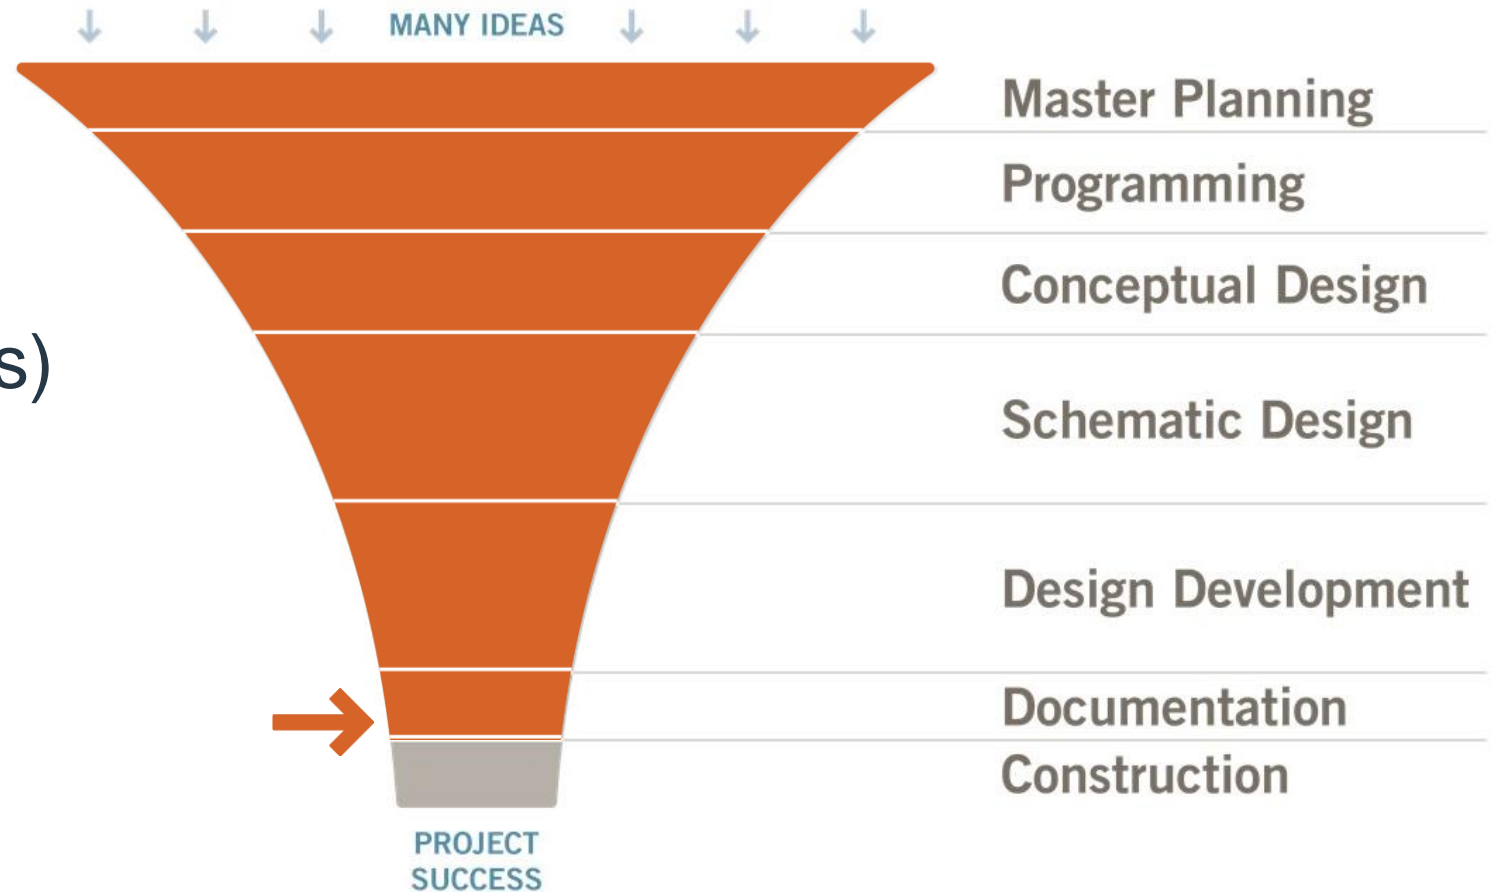 MANY IDEAS
Master Planning
Programming
Conceptual Design
s)
Schematic Design
Design Development
Documentation
Construction
PROJECT
SUCCESS